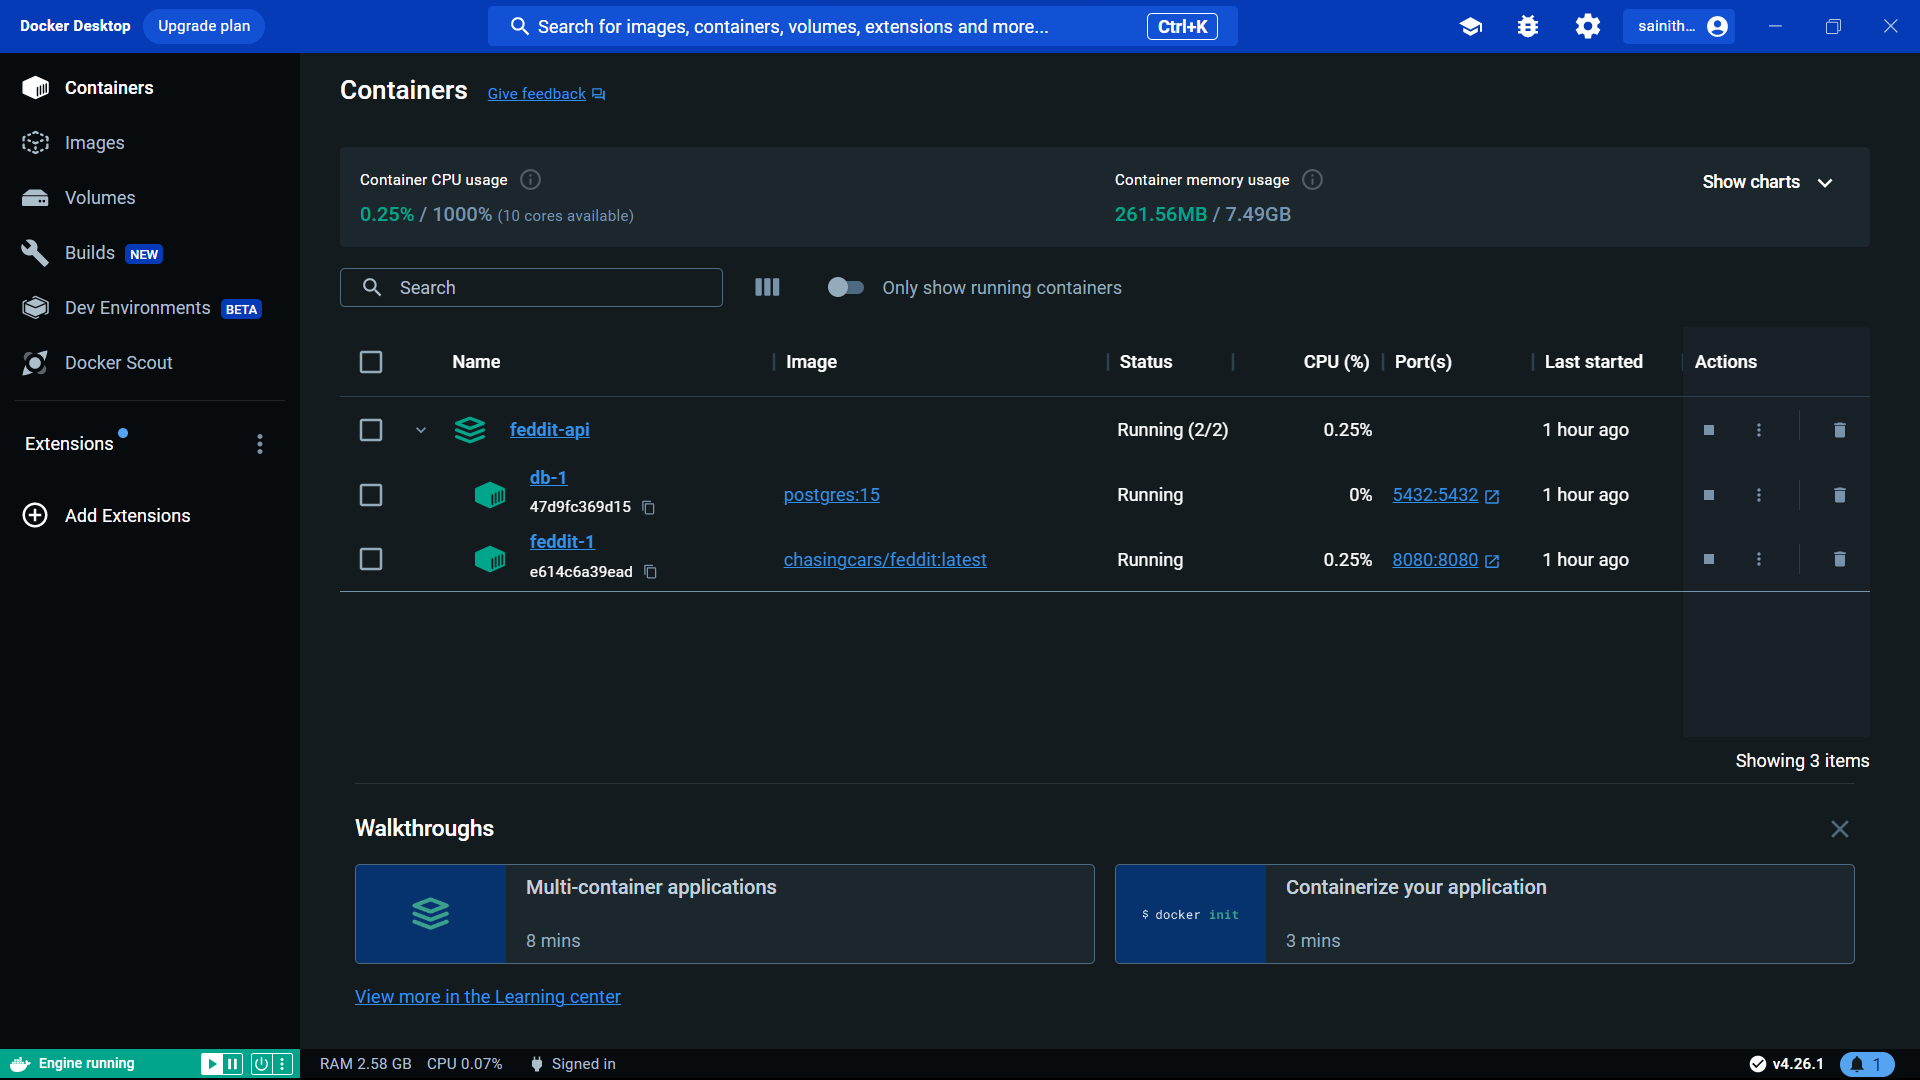 Docker Desktop Upgrade plan Search for images, containers, volumes, extensions and more... Ctrl+K sainith...
Containers
Images
Volumes
Builds NEW
Dev Environments BETA
Docker Scout
Extensions
Add Extensions
Containers Give feedback
Container CPU usage
0.25% / 1000% (10 cores available)
Container memory usage
261.56MB / 7.49GB
Show charts
Search Only show running containers
Name Image Status CPU (%) Port(s) Last started Actions
feddit-api Running (2/2) 0.25% 1 hour ago
db-1
47d9fc369d15
postgres:15 Running 0% 5432:5432 1 hour ago
feddit-1
e614c6a39ead
chasingcars/feddit:latest Running 0.25% 8080:8080 1 hour ago
Showing 3 items
Walkthroughs
Multi-container applications
8 mins
$ docker init
Containerize your application
3 mins
View more in the Learning center
Engine running RAM 2.58 GB CPU 0.07% Signed in v4.26.1 1